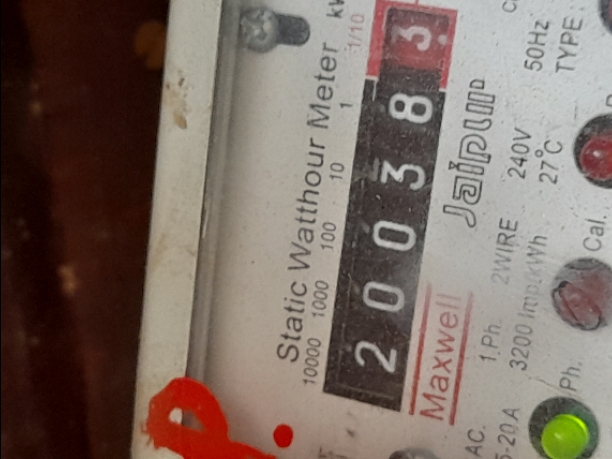 Static Watthour Meter
10000 1000 100 10 1 1/10
2 0 0 3 8 3
Maxwell Jaipur
1.Ph. 2WIRE 240V 50Hz
3200 Imp/kWh 27°C TYPE:
AC.
5-20A
Ph.
Cal.